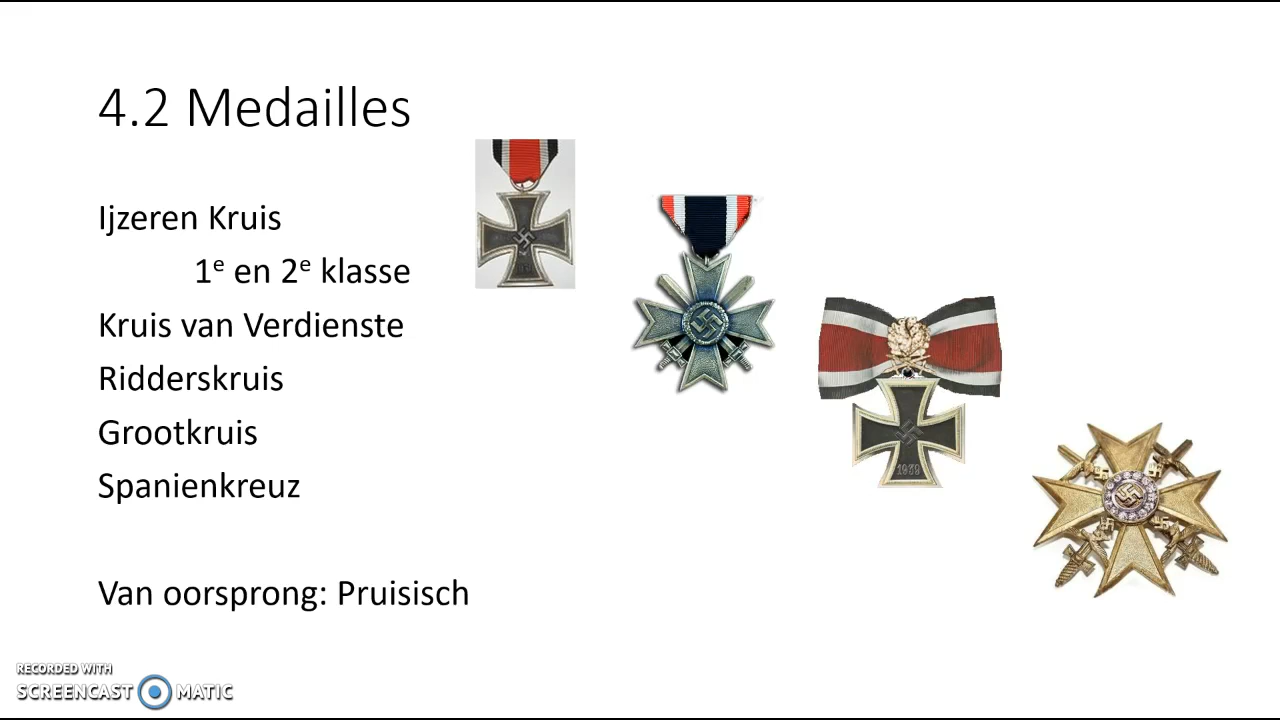 4.2 Medailles
Ijzeren Kruis
1e en 2e klasse
Kruis van Verdienste
Ridderskruis
Grootkruis
Spanienkreuz
Van oorsprong: Pruisisch
1939
RECORDED WITH
SCREENCAST MATIC